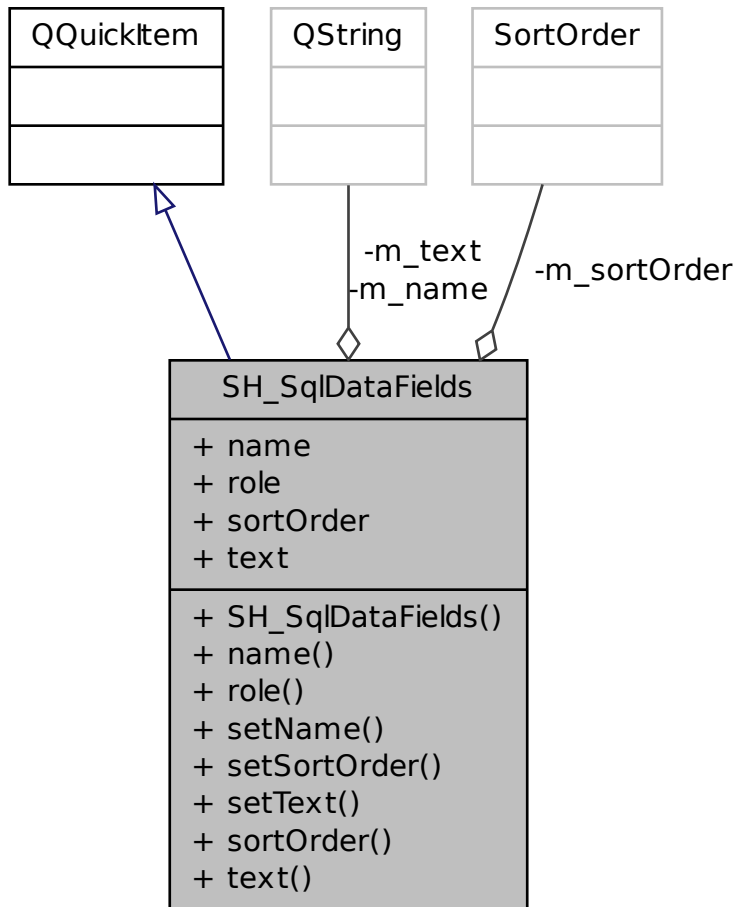 QQuickItem
QString
SortOrder
-m_text
-m_name
-m_sortOrder
SH_SqlDataFields
+ name
+ role
+ sortOrder
+ text
+ SH_SqlDataFields()
+ name()
+ role()
+ setName()
+ setSortOrder()
+ setText()
+ sortOrder()
+ text()